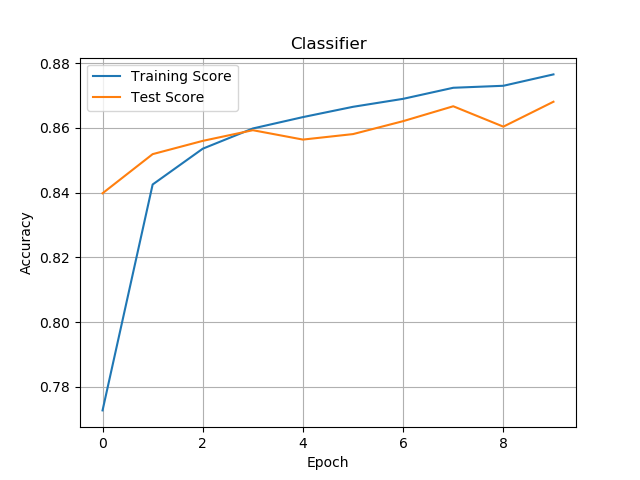 Classifier
Training Score
Test Score
Accuracy
0.88
0.86
0.84
0.82
0.80
0.78
0 2 4 6 8
Epoch